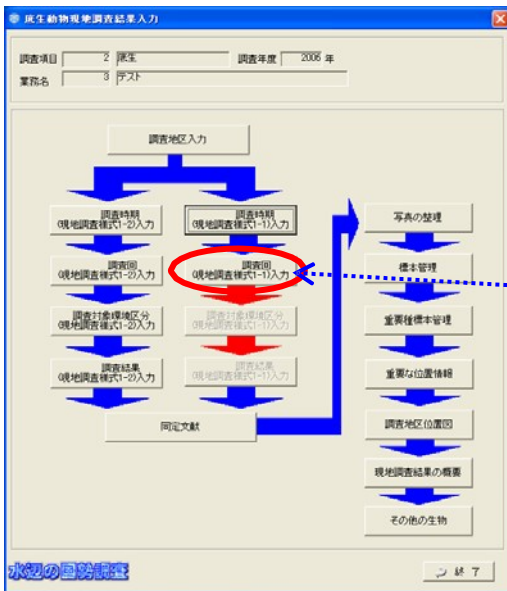 底生動物現地調査結果入力
調査項目 2 底生 調査年度 2006 年
業務名 3 テスト
調査地区入力
調査時期
(現地調査様式1-2)入力
調査時期
(現地調査様式1-1)入力
写真の整理
調査回
(現地調査様式1-2)入力
調査回
(現地調査様式1-1)入力
標本管理
調査対象環境区分
(現地調査様式1-2)入力
調査対象環境区分
(現地調査様式1-1)入力
重要種標本管理
調査結果
(現地調査様式1-2)入力
調査結果
(現地調査様式1-1)入力
重要な位置情報
同定文献
調査地区位置図
現地調査結果の概要
その他の生物
水辺の国勢調査
終 了